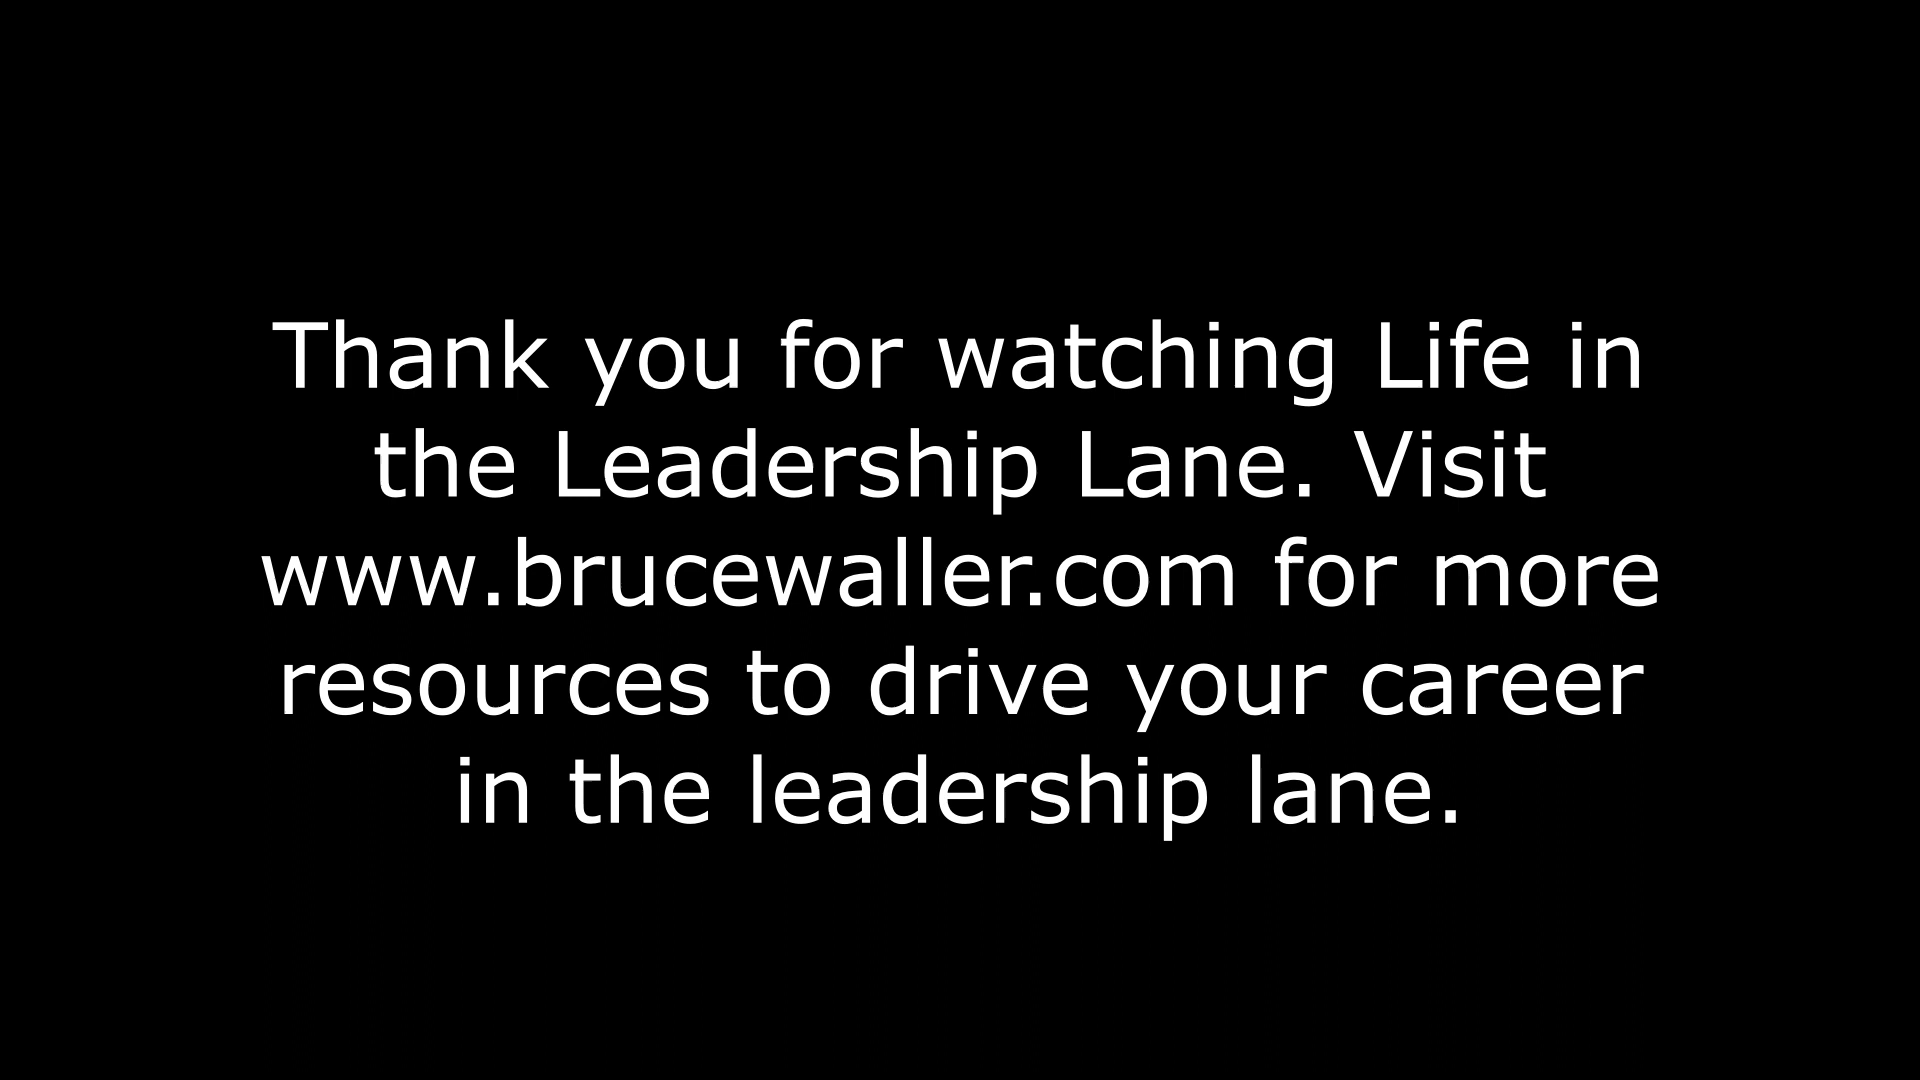 Thank you for watching Life in
the Leadership Lane. Visit
www.brucewaller.com for more
resources to drive your career
in the leadership lane.